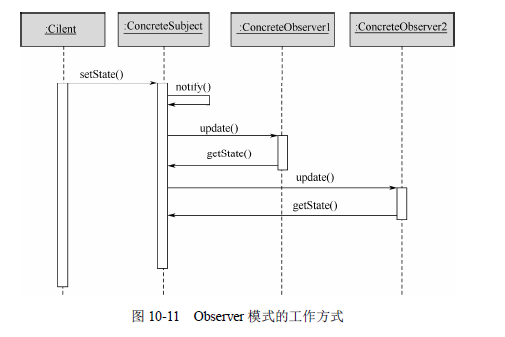 :Cilent
:ConcreteSubject
:ConcreteObserver1
:ConcreteObserver2
setState()
notify()
update()
getState()
update()
getState()
图 10-11 Observer 模式的工作方式